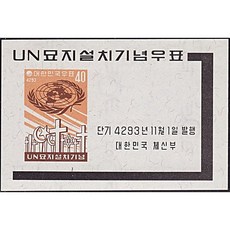 UN묘지설치기념우표
대한민국우표
4293
40
UN묘지설치기념
단기 4293년 11월 1일 발행
대한민국 체신부